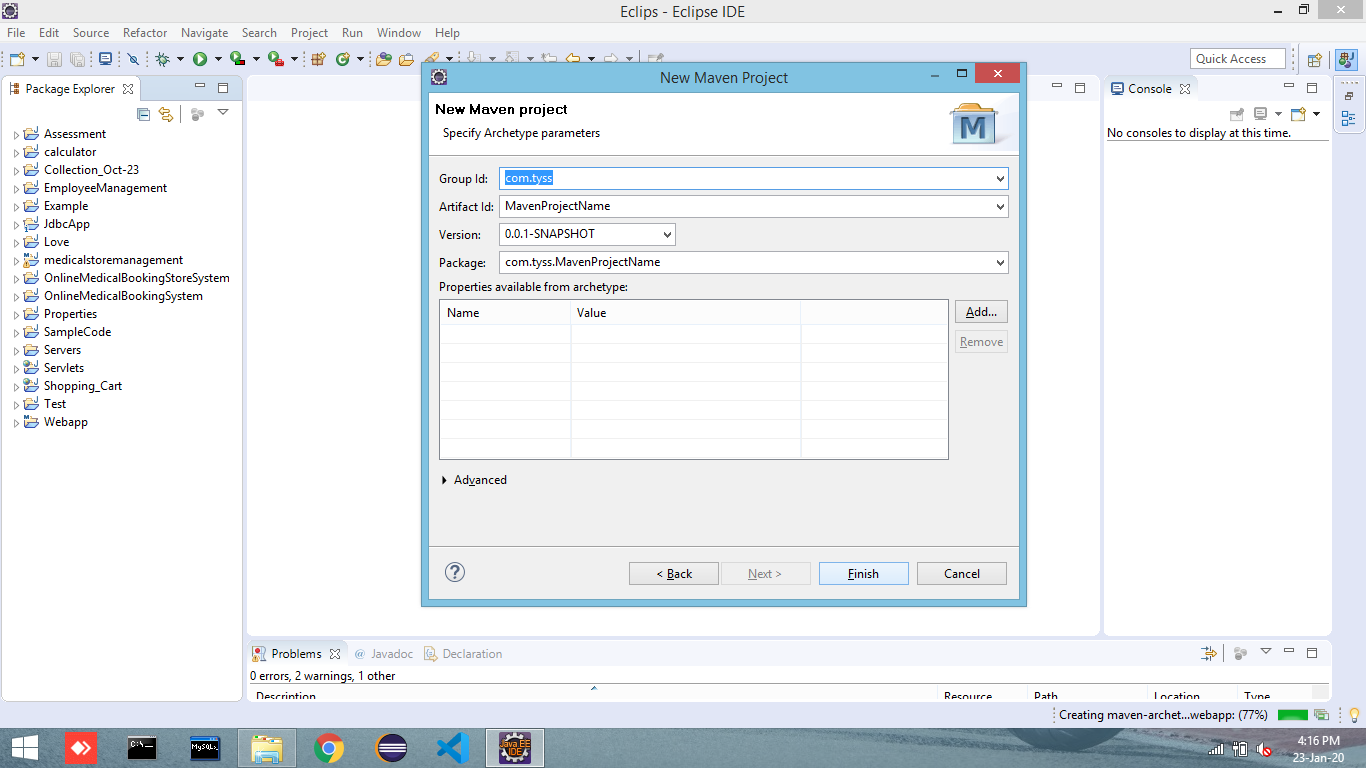 Eclips - Eclipse IDE
File Edit Source Refactor Navigate Search Project Run Window Help
Quick Access
Package Explorer
Assessment
calculator
Collection_Oct-23
EmployeeManagement
Example
JdbcApp
Love
medicalstoremanagement
OnlineMedicalBookingStoreSystem
OnlineMedicalBookingSystem
Properties
SampleCode
Servers
Servlets
Shopping_Cart
Test
Webapp
New Maven Project
New Maven project
Specify Archetype parameters
M
Group Id: com.tyss
Artifact Id: MavenProjectName
Version: 0.0.1-SNAPSHOT
Package: com.tyss.MavenProjectName
Properties available from archetype:
Name Value
Add...
Remove
Advanced
< Back Next > Finish Cancel
Console
No consoles to display at this time.
Problems @ Javadoc Declaration
0 errors, 2 warnings, 1 other
Description Resource Path Location Type
Creating maven-archet...webapp: (77%)
C:\_
MySQL
Java EE
IDE
4:16 PM
23-Jan-20